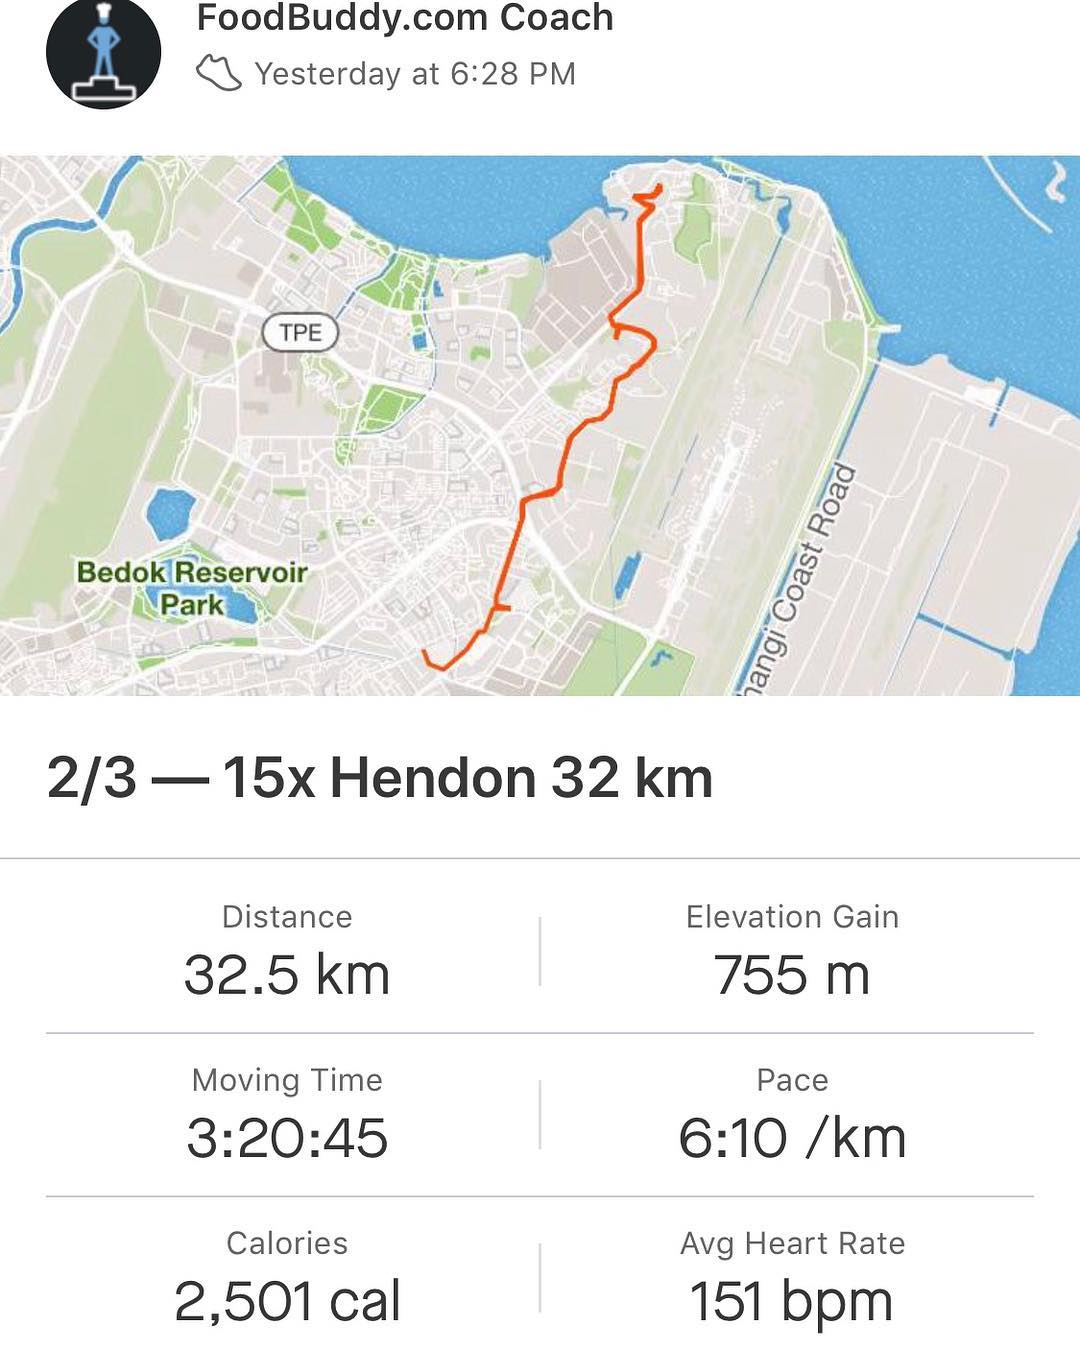 FoodBuddy.com Coach
Yesterday at 6:28 PM
TPE
Bedok Reservoir
Park
hangi Coast Road
2/3 — 15x Hendon 32 km
Distance
32.5 km
Elevation Gain
755 m
Moving Time
3:20:45
Pace
6:10 /km
Calories
2,501 cal
Avg Heart Rate
151 bpm